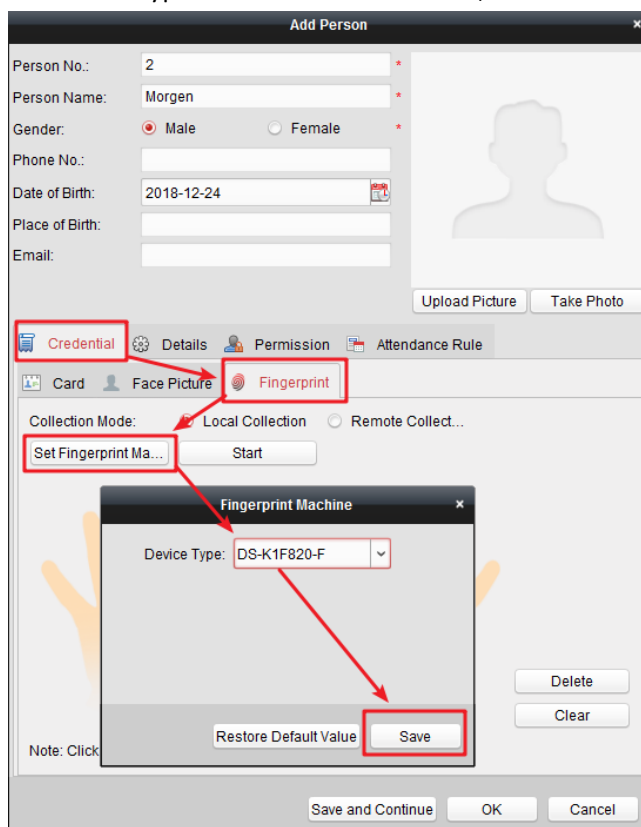 Add Person ×
Person No.: 2 *
Person Name: Morgen *
Gender: Male Female *
Phone No.:
Date of Birth: 2018-12-24
Place of Birth:
Email:
Upload Picture Take Photo
Credential Details Permission Attendance Rule
Card Face Picture Fingerprint
Collection Mode: Local Collection Remote Collect...
Set Fingerprint Ma... Start
Fingerprint Machine ×
Device Type: DS-K1F820-F
Delete
Clear
Restore Default Value Save
Note: Click
Save and Continue OK Cancel